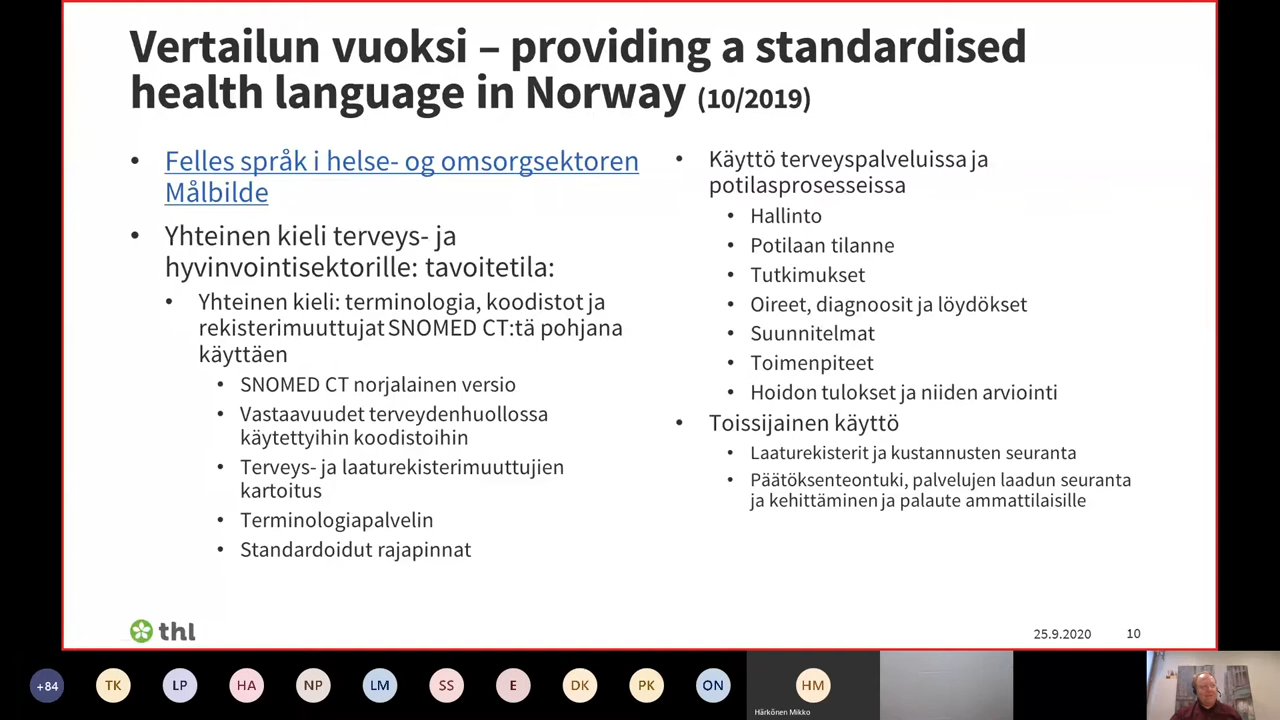 Vertailun vuoksi – providing a standardised
health language in Norway (10/2019)
• Felles språk i helse- og omsorgsektoren
Målbilde
• Yhteinen kieli terveys- ja
hyvinvointisektorille: tavoitetila:
• Yhteinen kieli: terminologia, koodistot ja
rekisterimuuttujat SNOMED CT:tä pohjana
käyttäen
• SNOMED CT norjalainen versio
• Vastaavuudet terveydenhuollossa
käytettyihin koodistoihin
• Terveys- ja laaturekisterimuuttujien
kartoitus
• Terminologiapalvelin
• Standardoidut rajapinnat
• Käyttö terveyspalveluissa ja
potilasprosesseissa
• Hallinto
• Potilaan tilanne
• Tutkimukset
• Oireet, diagnoosit ja löydökset
• Suunnitelmat
• Toimenpiteet
• Hoidon tulokset ja niiden arviointi
• Toissijainen käyttö
• Laaturekisterit ja kustannusten seuranta
• Päätöksenteontuki, palvelujen laadun seuranta
ja kehittäminen ja palaute ammattilaisille
thl
25.9.2020 10
+84 TK LP HA NP LM SS E DK PK ON HM
Härkönen Mikko